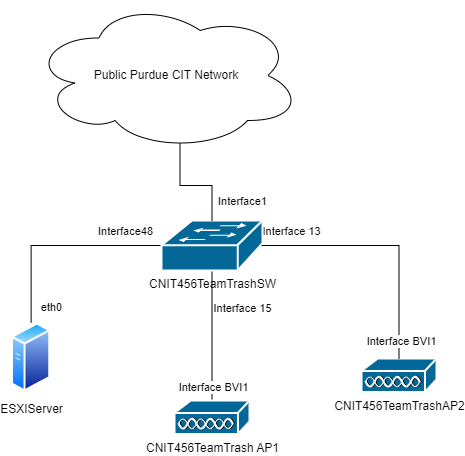 Public Purdue CIT Network
Interface1
Interface48
Interface 13
CNIT456TeamTrashSW
eth0
Interface 15
Interface BVI1
Interface BVI1
ESXIServer
CNIT456TeamTrashAP2
CNIT456TeamTrash AP1